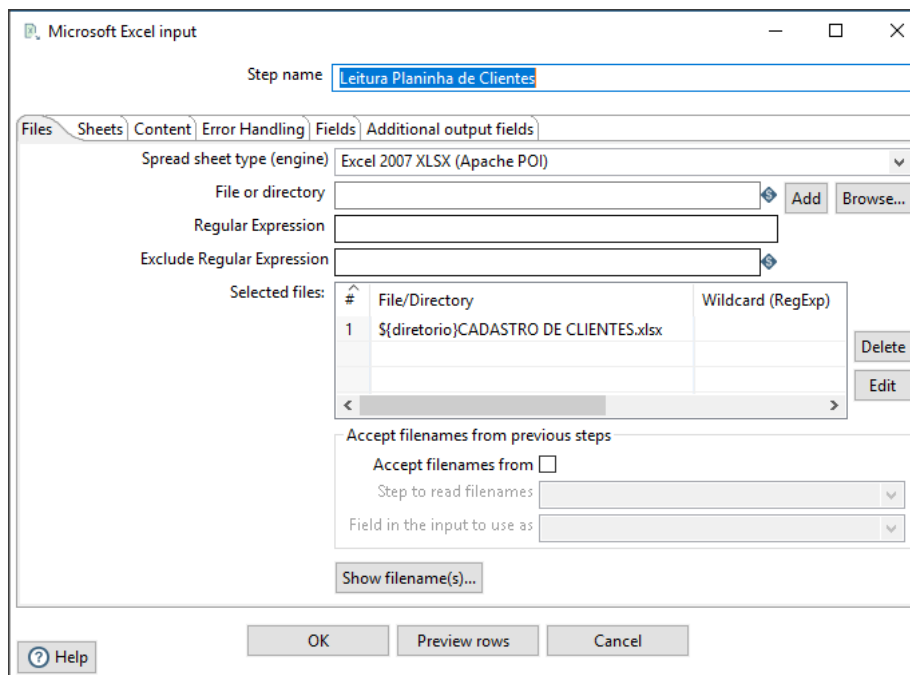 Microsoft Excel input
Step name Leitura Planinha de Clientes
Files Sheets Content Error Handling Fields Additional output fields
Spread sheet type (engine) Excel 2007 XLSX (Apache POI)
File or directory Add Browse...
Regular Expression
Exclude Regular Expression
Selected files: # File/Directory Wildcard (RegExp)
1 ${diretorio}CADASTRO DE CLIENTES.xlsx
Delete
Edit
Accept filenames from previous steps
Accept filenames from
Step to read filenames
Field in the input to use as
Show filename(s)...
OK Preview rows Cancel
Help